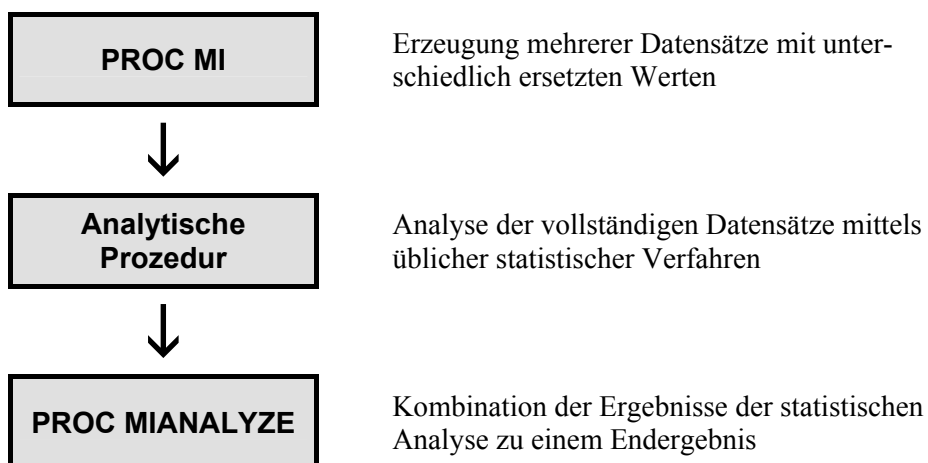 PROC MI
Erzeugung mehrerer Datensätze mit unter-
schiedlich ersetzten Werten
Analytische
Prozedur
Analyse der vollständigen Datensätze mittels
üblicher statistischer Verfahren
PROC MIANALYZE
Kombination der Ergebnisse der statistischen
Analyse zu einem Endergebnis